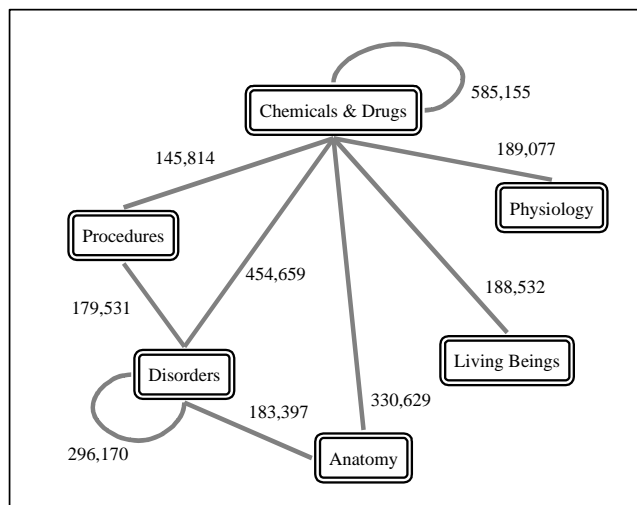 Chemicals & Drugs
585,155
145,814
189,077
Physiology
Procedures
454,659
188,532
179,531
Disorders
Living Beings
183,397
330,629
296,170
Anatomy